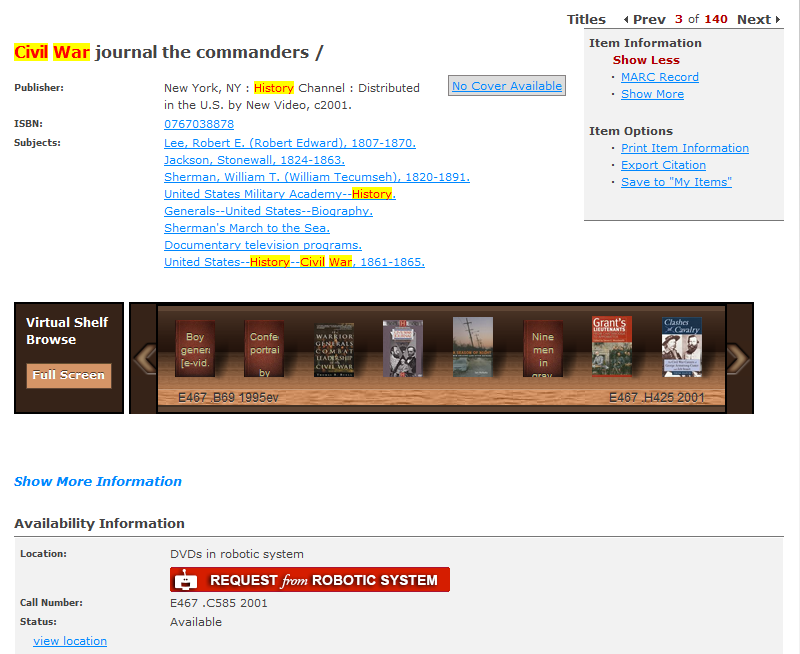 Titles Prev 3 of 140 Next
Civil War journal the commanders /
Publisher: New York, NY : History Channel : Distributed
in the U.S. by New Video, c2001.
No Cover Available
ISBN: 0767038878
Subjects: Lee, Robert E. (Robert Edward), 1807-1870.
Jackson, Stonewall, 1824-1863.
Sherman, William T. (William Tecumseh), 1820-1891.
United States Military Academy--History.
Generals--United States--Biography.
Sherman's March to the Sea.
Documentary television programs.
United States--History--Civil War, 1861-1865.
Item Information
Show Less
· MARC Record
· Show More
Item Options
· Print Item Information
· Export Citation
· Save to "My Items"
Virtual Shelf
Browse
Full Screen
Boy
genera
[e-vid.
Confe
portrai
by
WARRIOR
GENERALS
COMBAT
LEADERSHIP
CIVIL WAR
Nine
men
in
gray
Grant's
LIEUTENANTS
Clashes
of Cavalry
E467 .B69 1995ev
E467 .H425 2001
Show More Information
Availability Information
Location: DVDs in robotic system
REQUEST from ROBOTIC SYSTEM
Call Number: E467 .C585 2001
Status: Available
view location